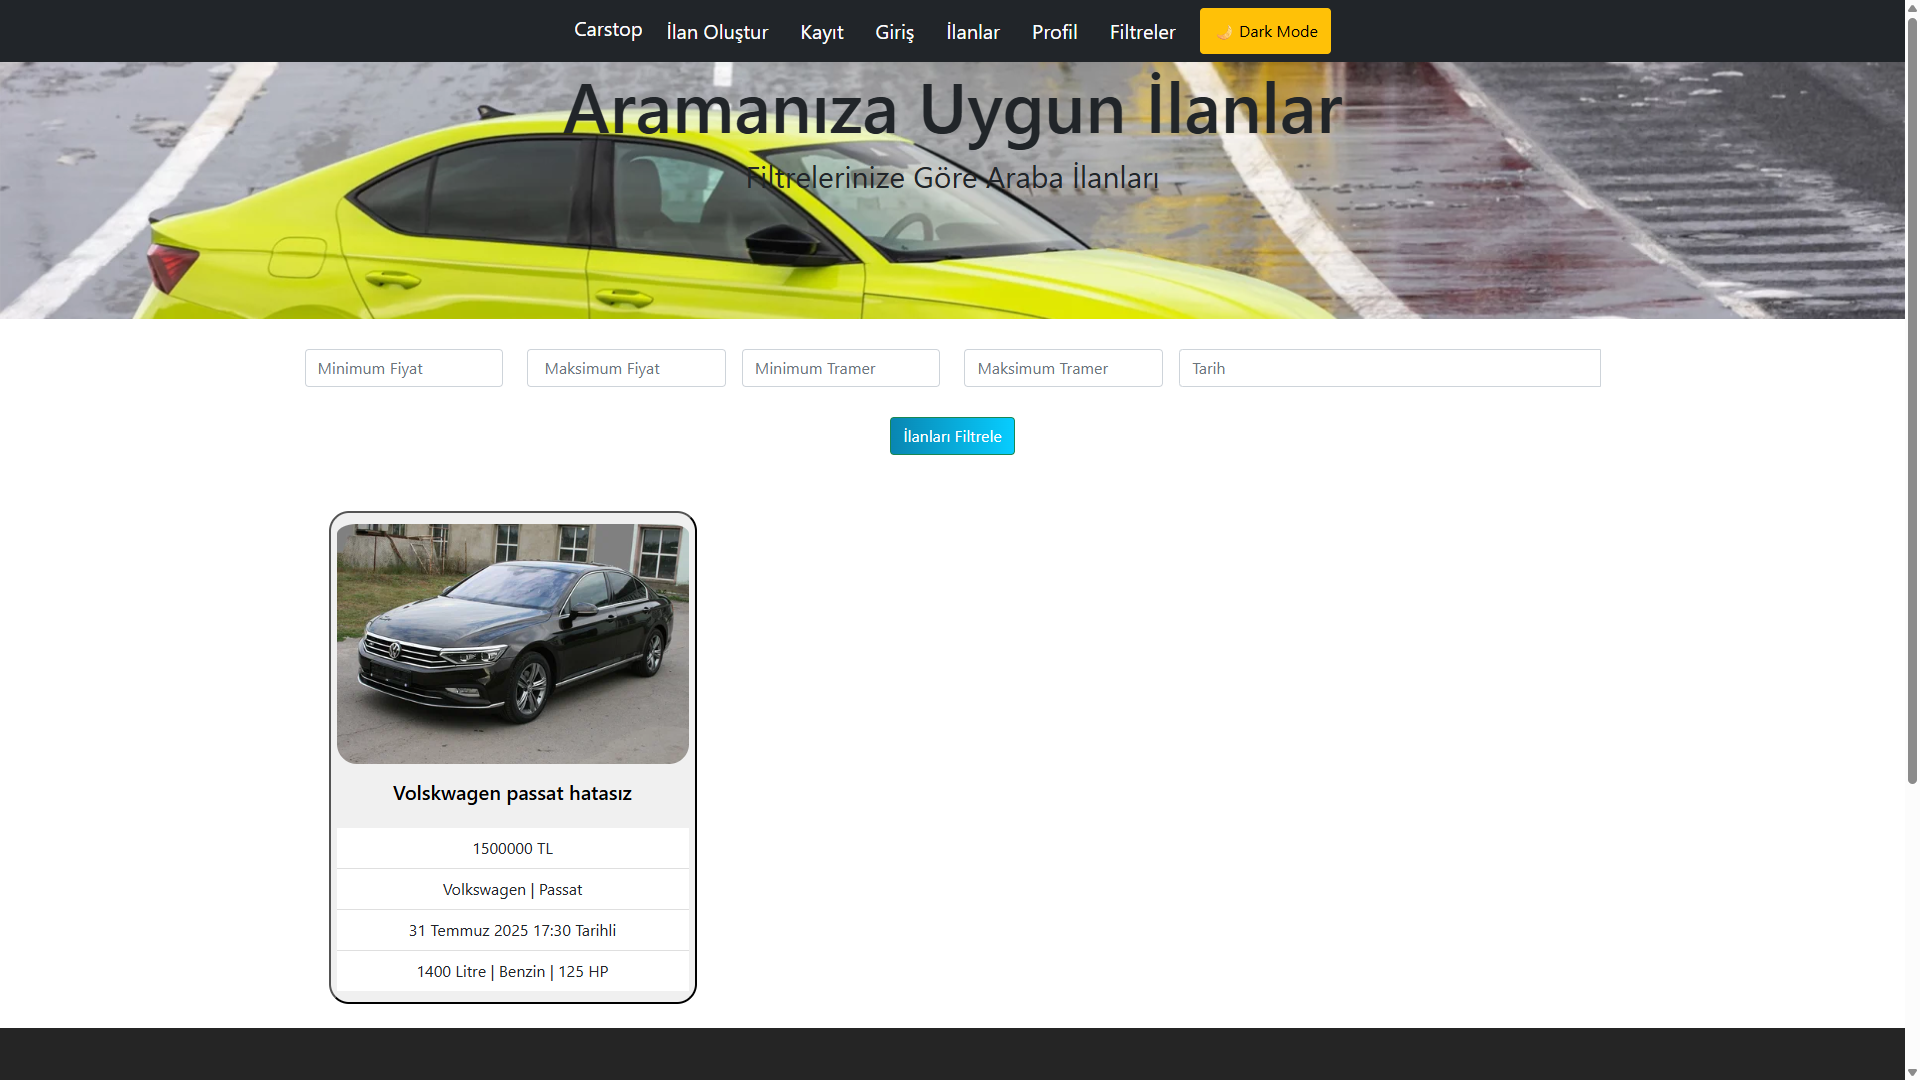 Carstop İlan Oluştur Kayıt Giriş İlanlar Profil Filtreler 🌙 Dark Mode
Aramanıza Uygun İlanlar
Filtrelerinize Göre Araba İlanları
Minimum Fiyat Maksimum Fiyat Minimum Tramer Maksimum Tramer Tarih
İlanları Filtrele
Volskwagen passat hatasız
1500000 TL
Volkswagen | Passat
31 Temmuz 2025 17:30 Tarihli
1400 Litre | Benzin | 125 HP